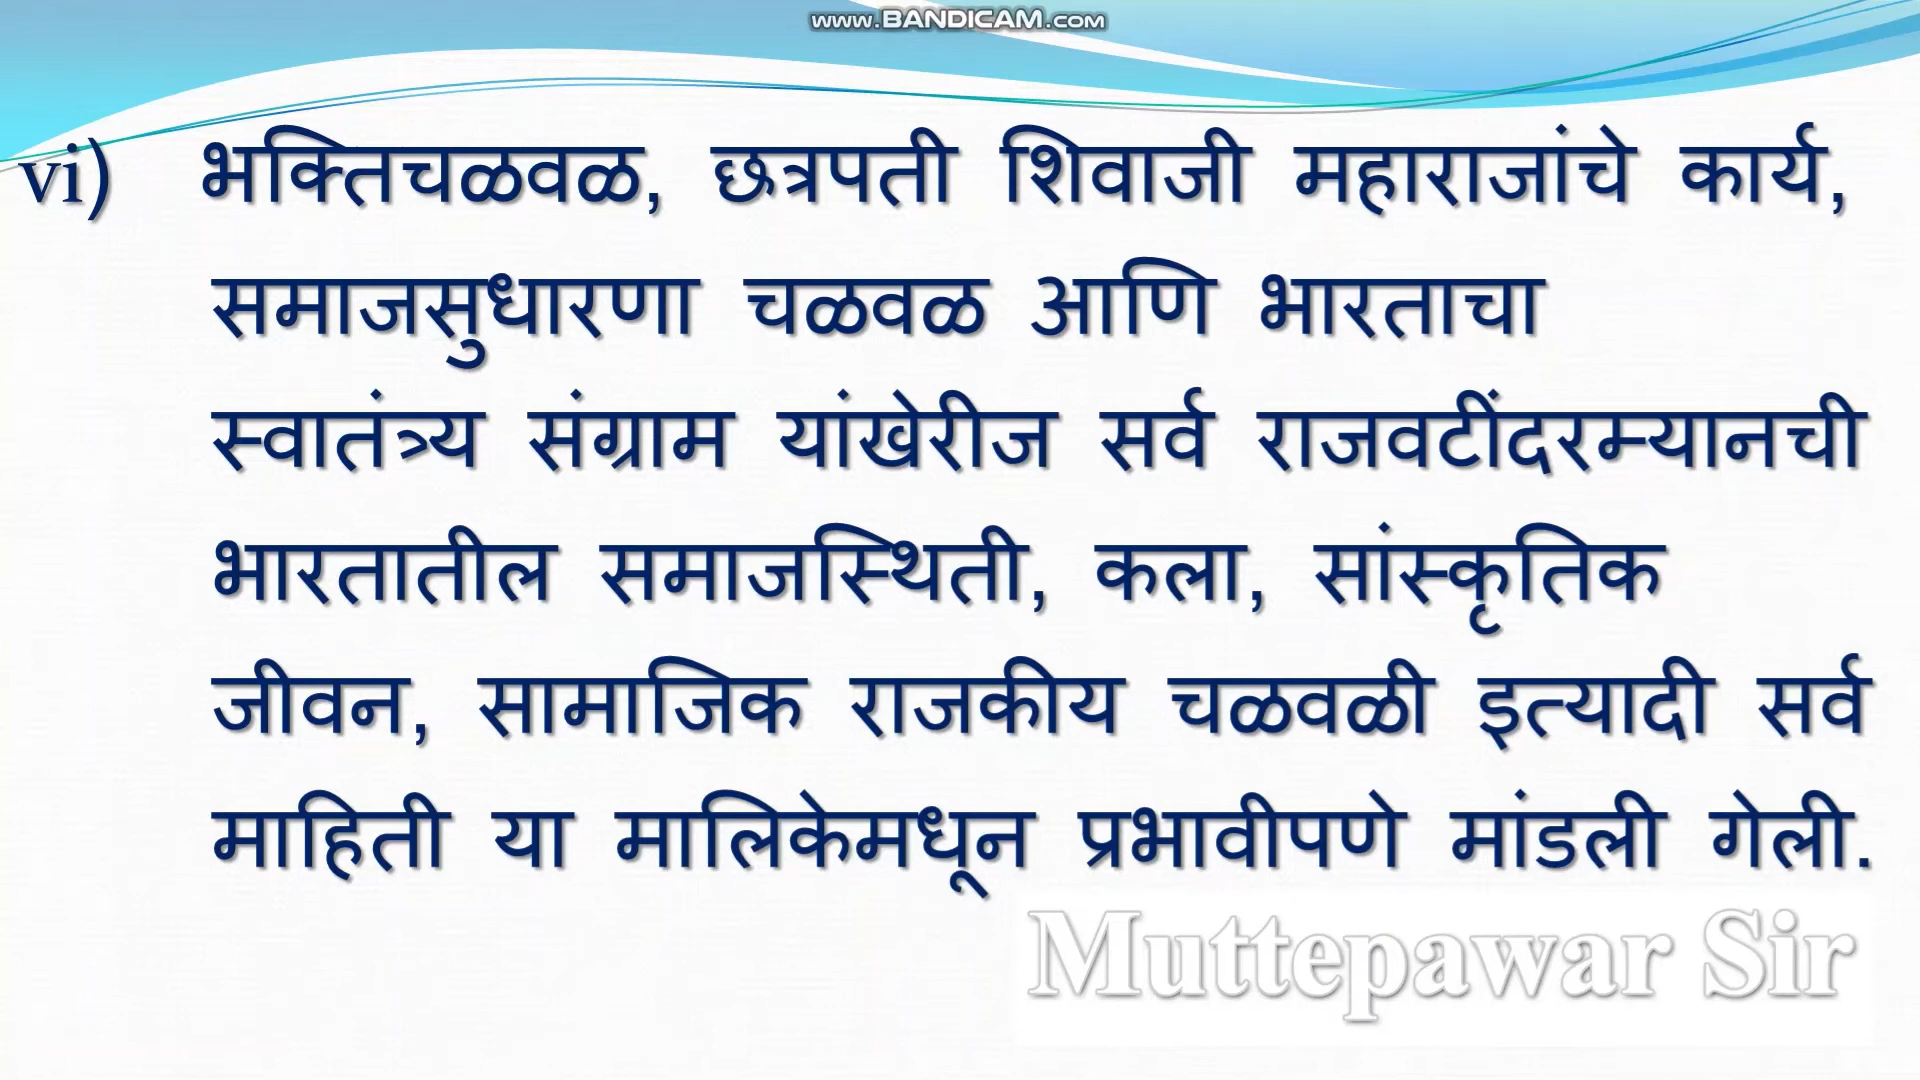 www.BANDICAM.com
vi) भक्तिचळवळ, छत्रपती शिवाजी महाराजांचे कार्य,
समाजसुधारणा चळवळ आणि भारताचा
स्वातंत्र्य संग्राम यांखेरीज सर्व राजवटींदरम्यानची
भारतातील समाजस्थिती, कला, सांस्कृतिक
जीवन, सामाजिक राजकीय चळवळी इत्यादी सर्व
माहिती या मालिकेमधून प्रभावीपणे मांडली गेली.
Muttepawar Sir